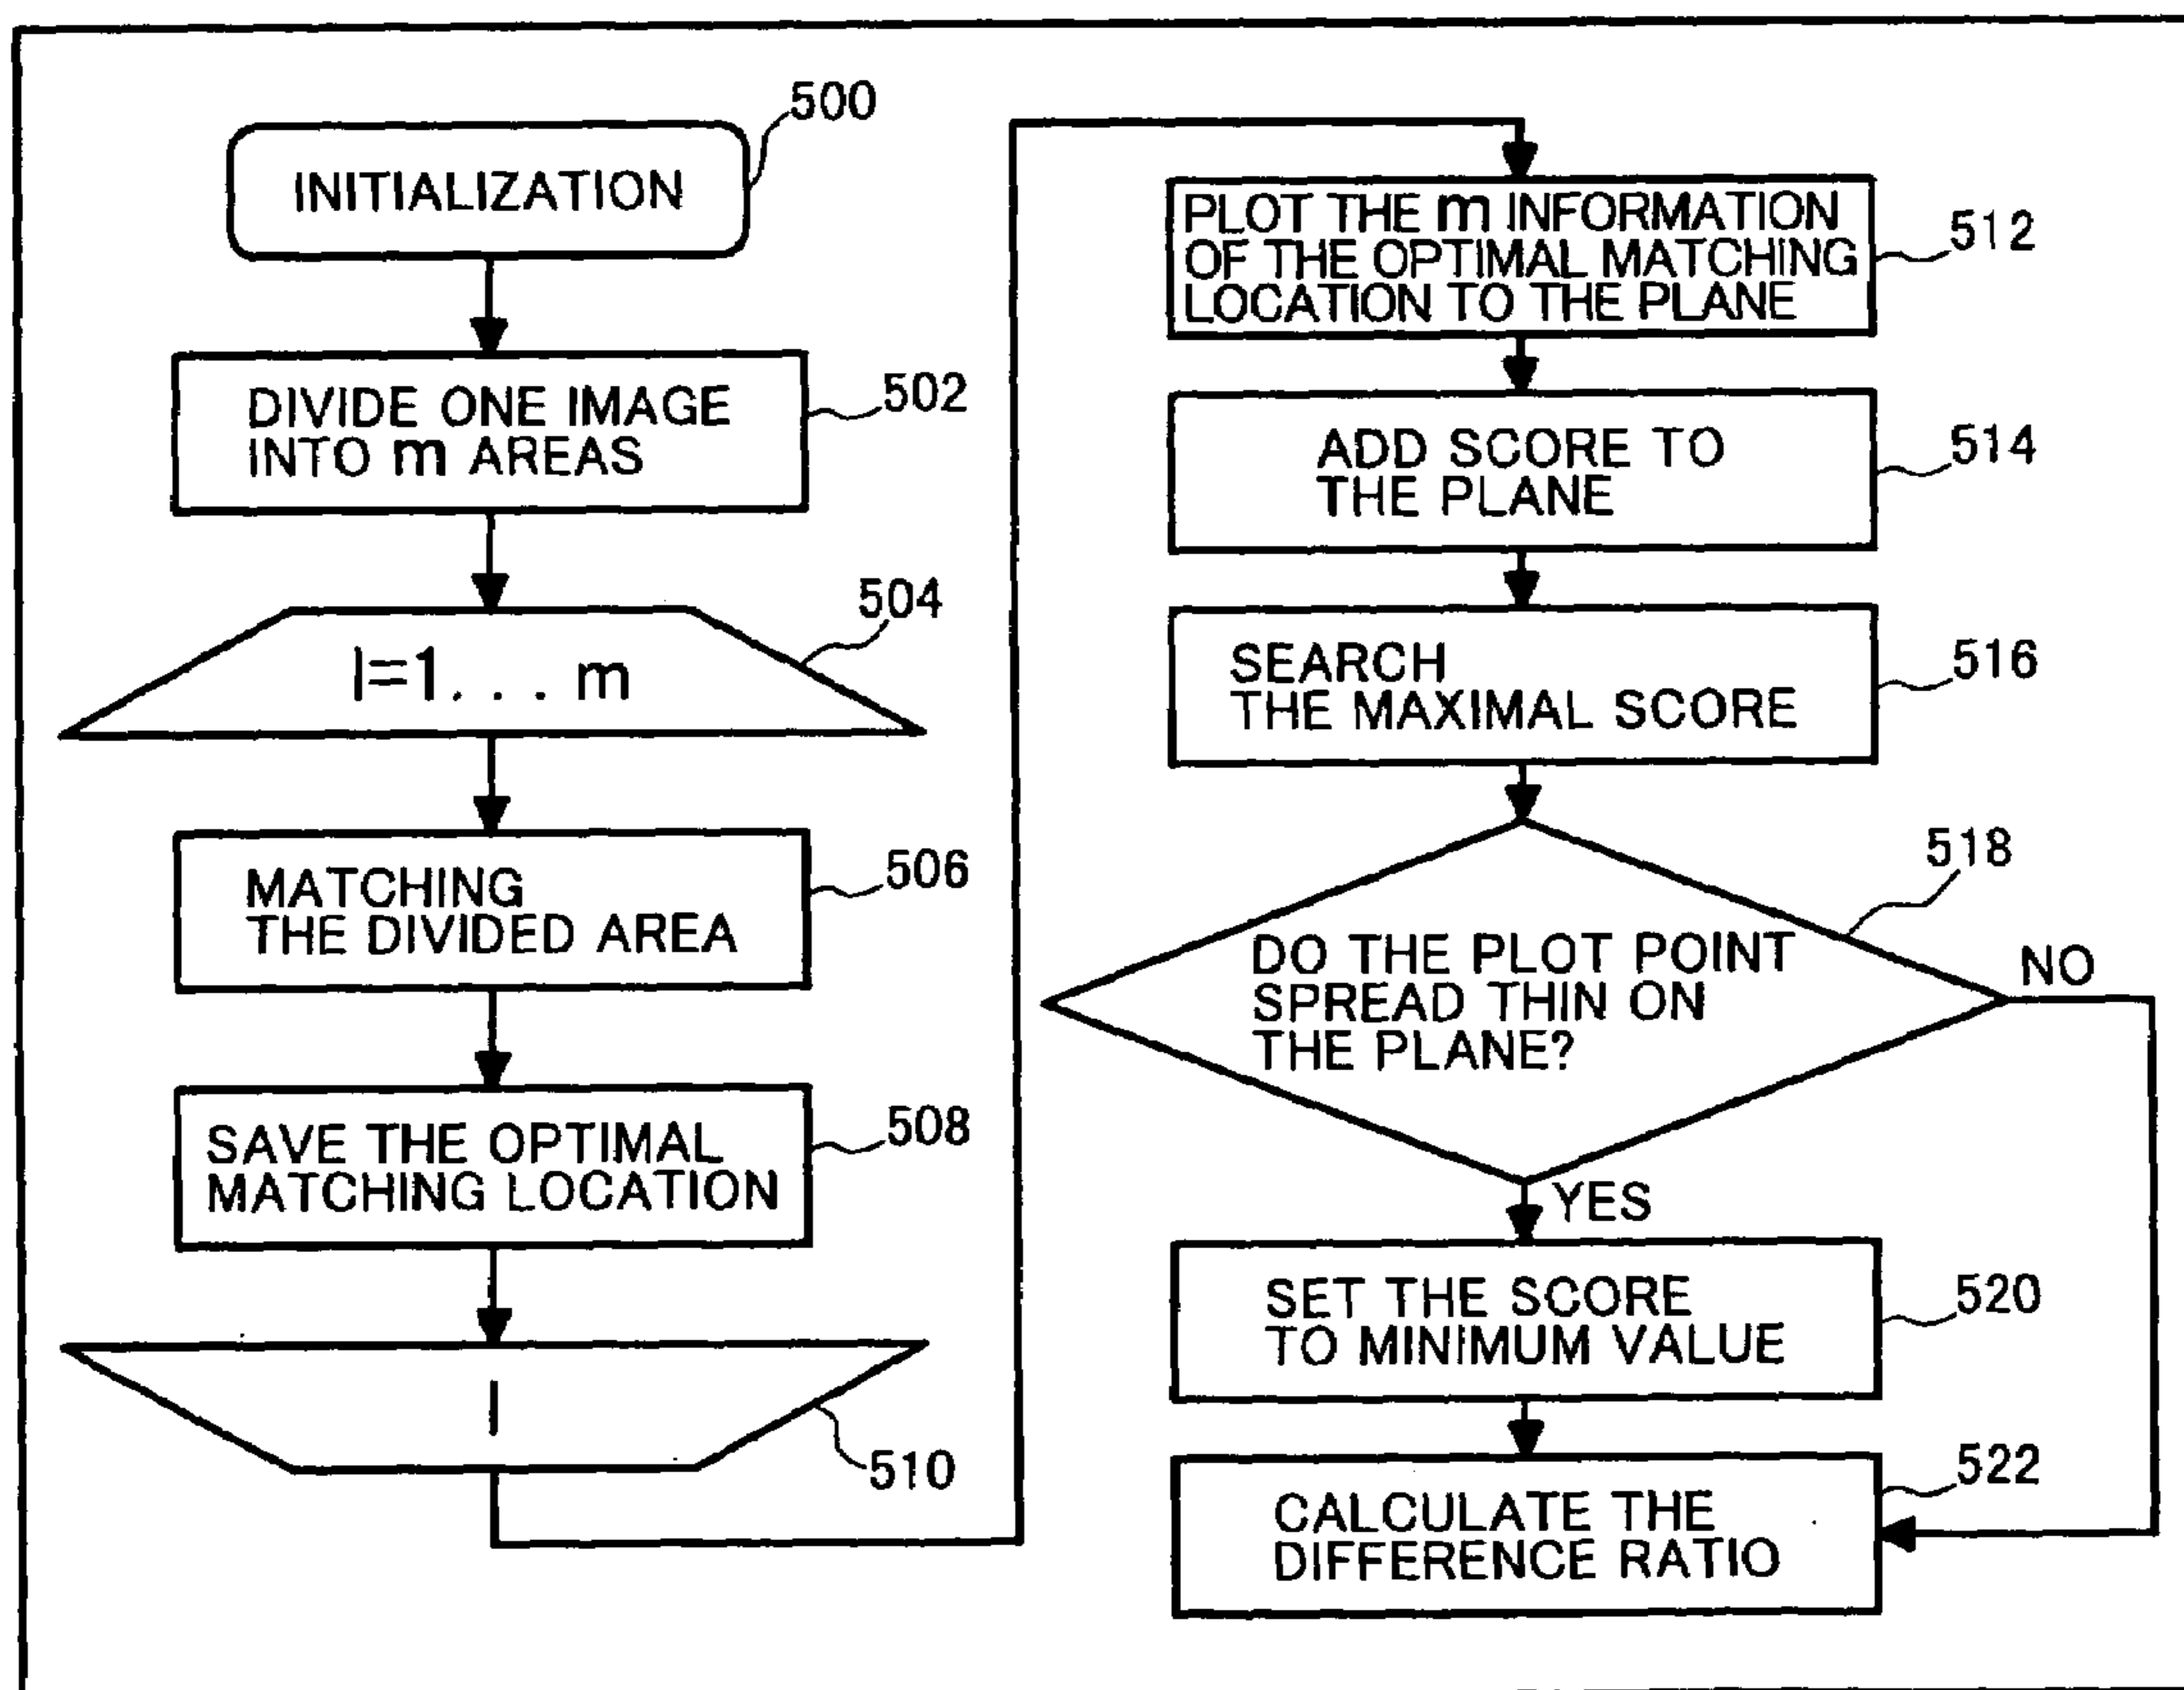 500
INITIALIZATION
502
DIVIDE ONE IMAGE
INTO m AREAS
504
I=1. . . m
506
MATCHING
THE DIVIDED AREA
508
SAVE THE OPTIMAL
MATCHING LOCATION
I
510
PLOT THE m INFORMATION
OF THE OPTIMAL MATCHING
LOCATION TO THE PLANE
512
ADD SCORE TO
THE PLANE
514
SEARCH
THE MAXIMAL SCORE
516
518
DO THE PLOT POINT
SPREAD THIN ON
THE PLANE?
NO
YES
SET THE SCORE
TO MINIMUM VALUE
520
522
CALCULATE THE
DIFFERENCE RATIO